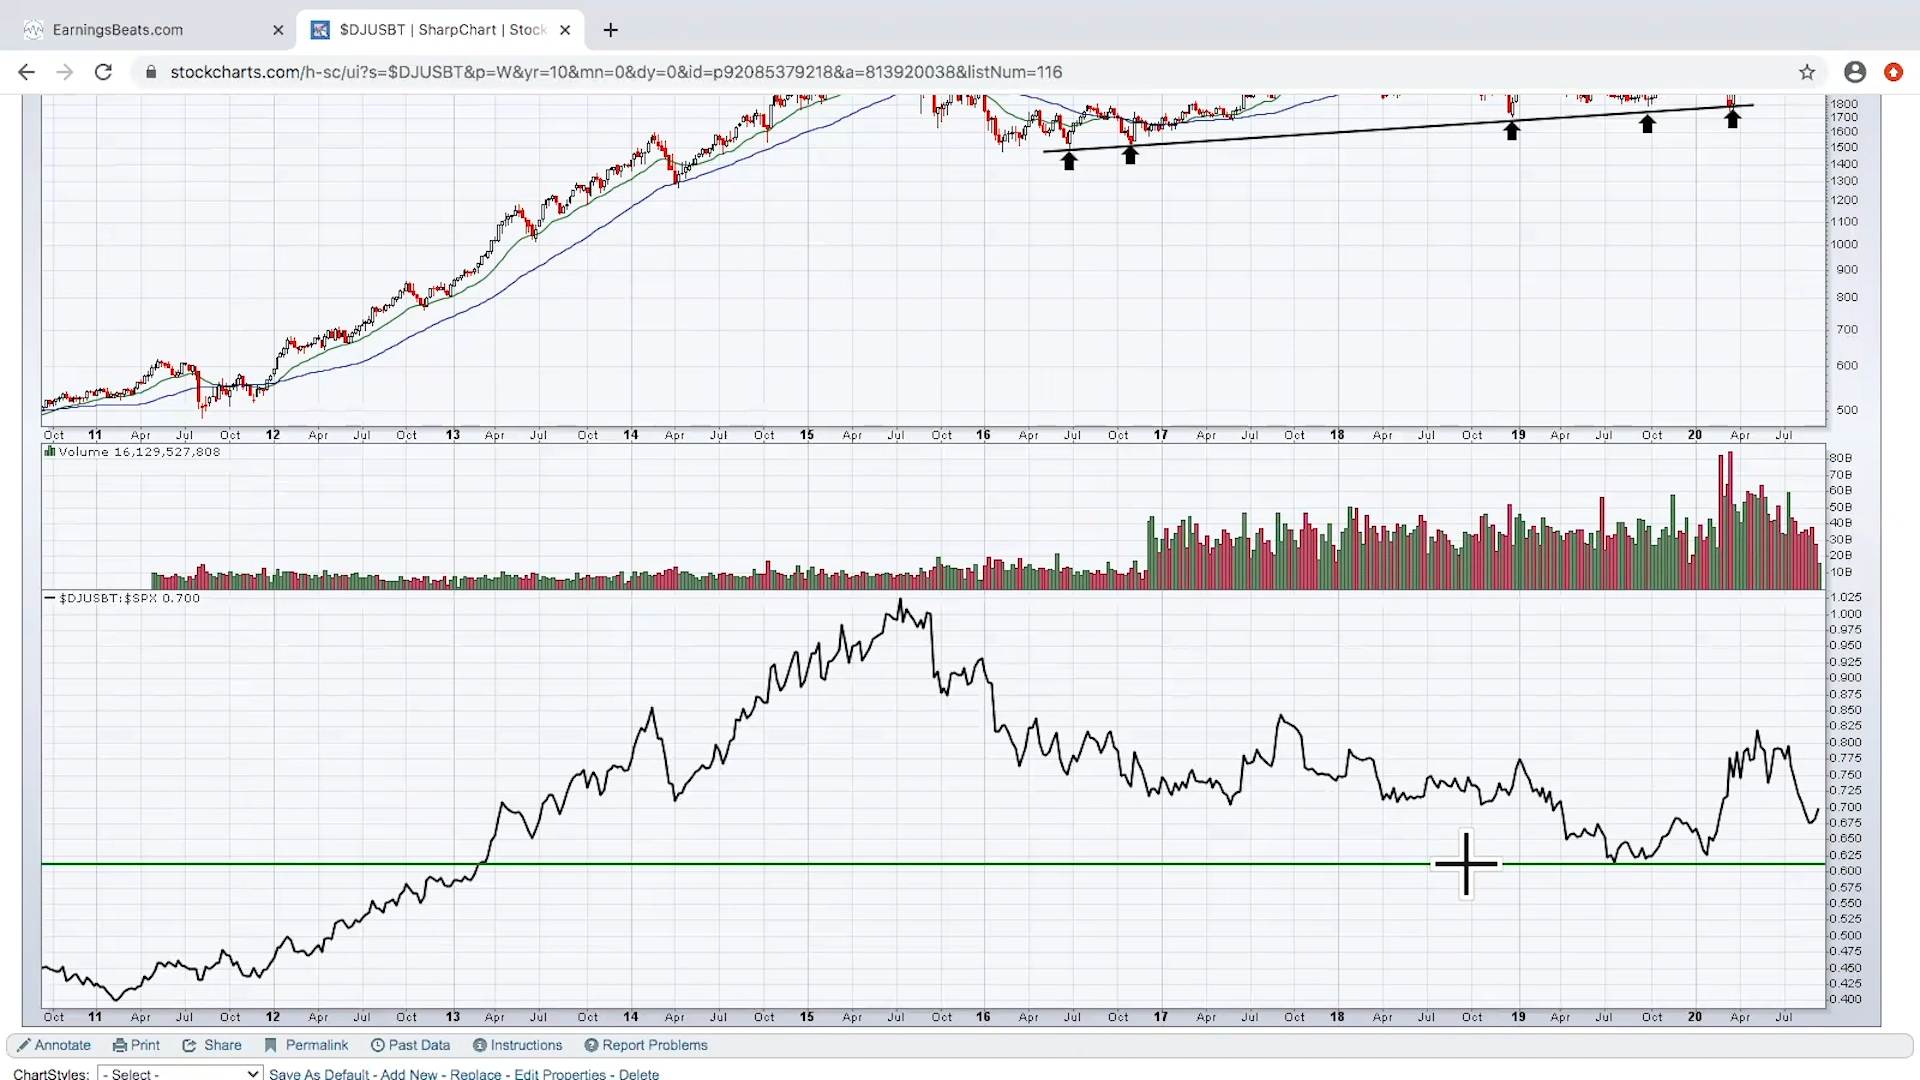 EarningsBeats.com
$DJUSBT | SharpChart | Stock
stockcharts.com/h-sc/ui?s=$DJUSBT&p=W&yr=10&mn=0&dy=0&id=p92085379218&a=813920038&listNum=116
1800
1700
1600
1500
1400
1300
1200
1100
1000
900
800
700
600
500
Oct 11 Apr Jul Oct 12 Apr Jul Oct 13 Apr Jul Oct 14 Apr Jul Oct 15 Apr Jul Oct 16 Apr Jul Oct 17 Apr Jul Oct 18 Apr Jul Oct 19 Apr Jul Oct 20 Apr Jul
Volume 16,129,527,808
80B
70B
60B
50B
40B
30B
20B
10B
$DJUSBT:$SPX 0.700
1.025
1.000
0.975
0.950
0.925
0.900
0.875
0.850
0.825
0.800
0.775
0.750
0.725
0.700
0.675
0.650
0.625
0.600
0.575
0.550
0.525
0.500
0.475
0.450
0.425
0.400
Oct 11 Apr Jul Oct 12 Apr Jul Oct 13 Apr Jul Oct 14 Apr Jul Oct 15 Apr Jul Oct 16 Apr Jul Oct 17 Apr Jul Oct 18 Apr Jul Oct 19 Apr Jul Oct 20 Apr Jul
Annotate Print Share Permalink Past Data Instructions Report Problems
ChartStyles: - Select - Save As Default - Add New - Replace - Edit Properties - Delete